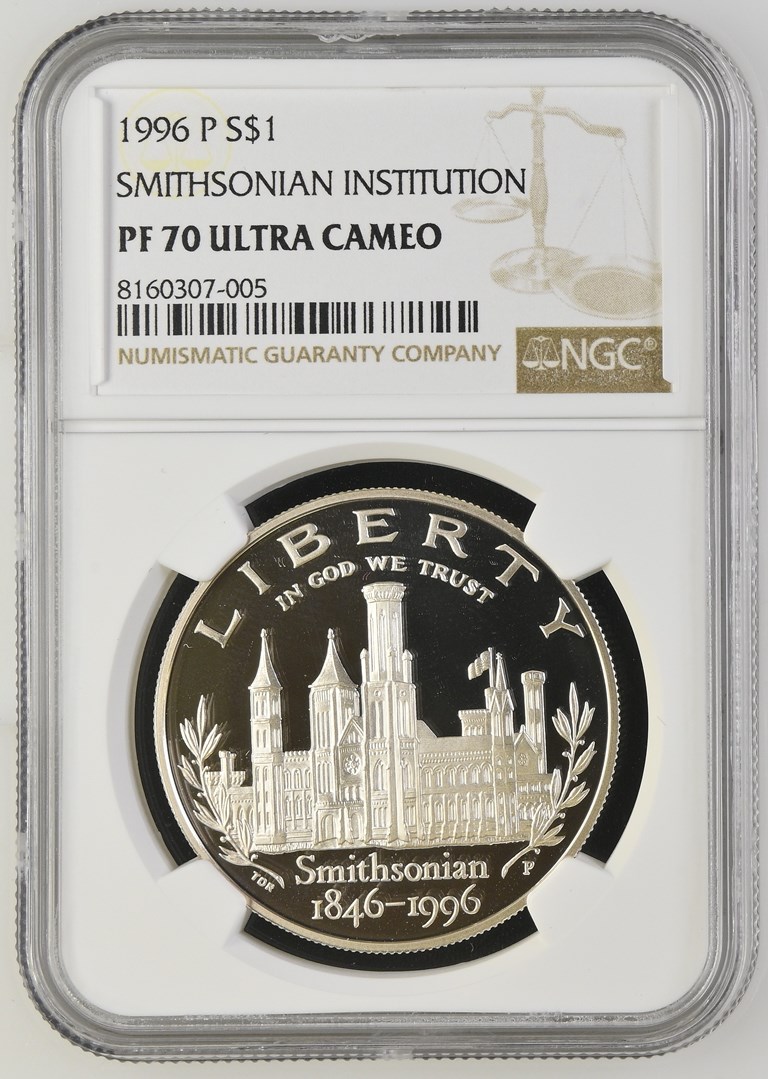 1996 P S$1
SMITHSONIAN INSTITUTION
PF 70 ULTRA CAMEO
8160307-005
NUMISMATIC GUARANTY COMPANY
NGC®
LIBERTY
IN GOD WE TRUST
TDR
P
Smithsonian
1846–1996